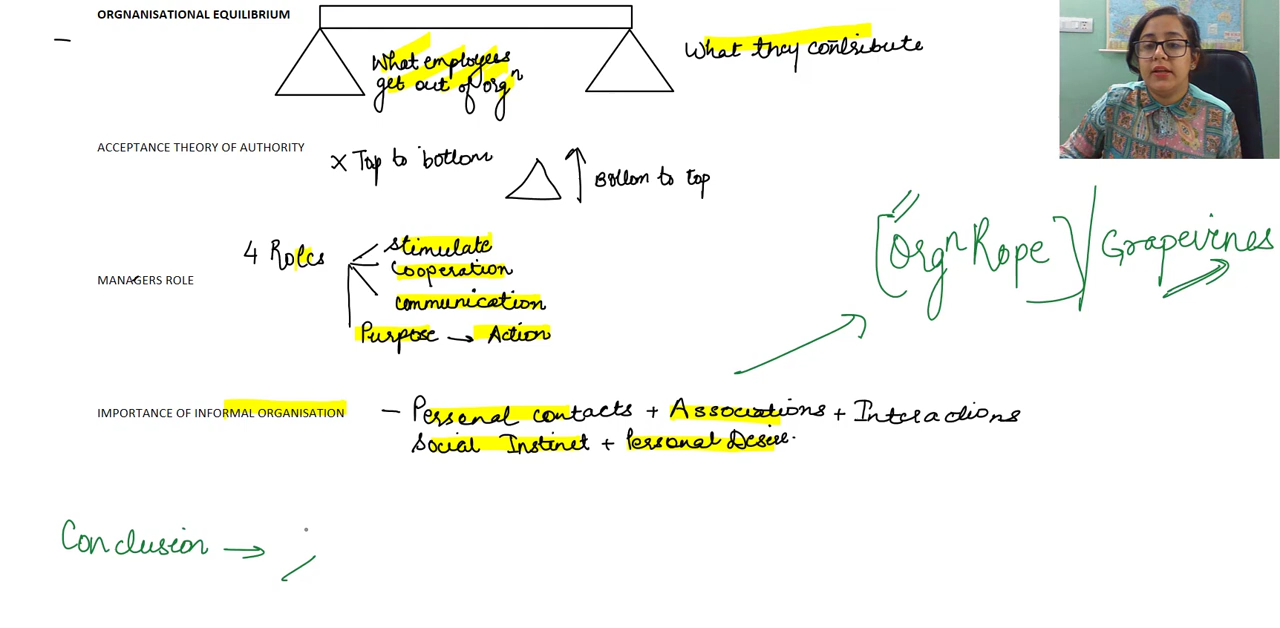 ORGNANISATIONAL EQUILIBRIUM
What employees
get out of orgn
What they contribute
ACCEPTANCE THEORY OF AUTHORITY
X Top to bottom
Bottom to top
[Orgn Rope] / Grapevines
4 Roles
Stimulate
Cooperation
communication
Purpose → Action
MANAGERS ROLE
IMPORTANCE OF INFORMAL ORGANISATION
- Personal contacts + Associations + Interactions
Social Instinct + Personal Desire.
Conclusion →